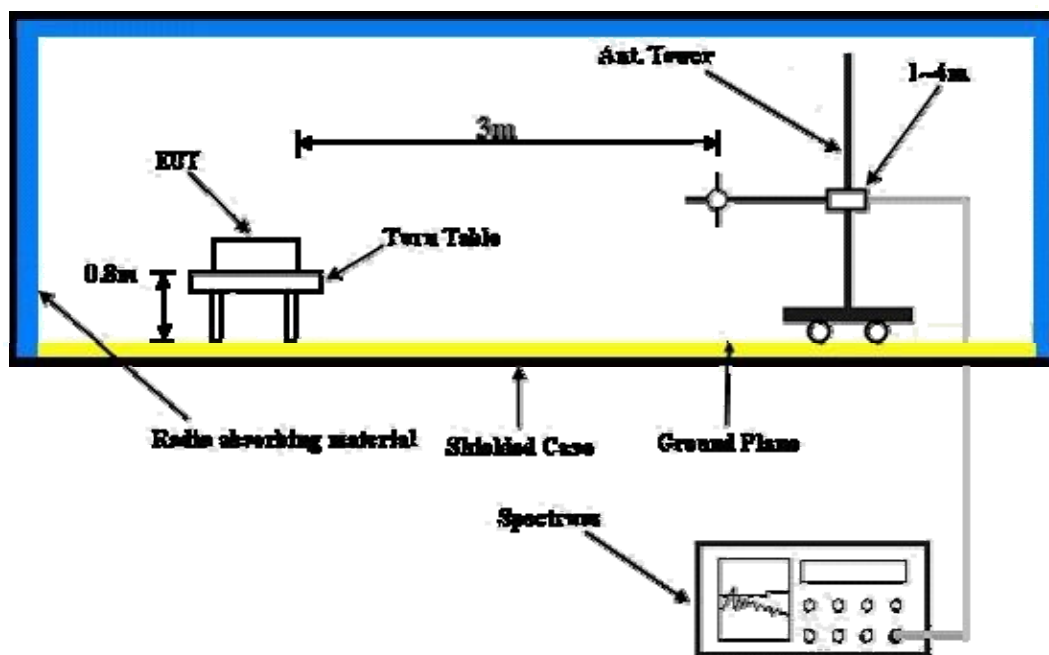 Ant. Tower
1~4m
3m
EUT
Turn Table
0.8m
Radio absorbing material
Shielded Case
Ground Plane
Spectrum